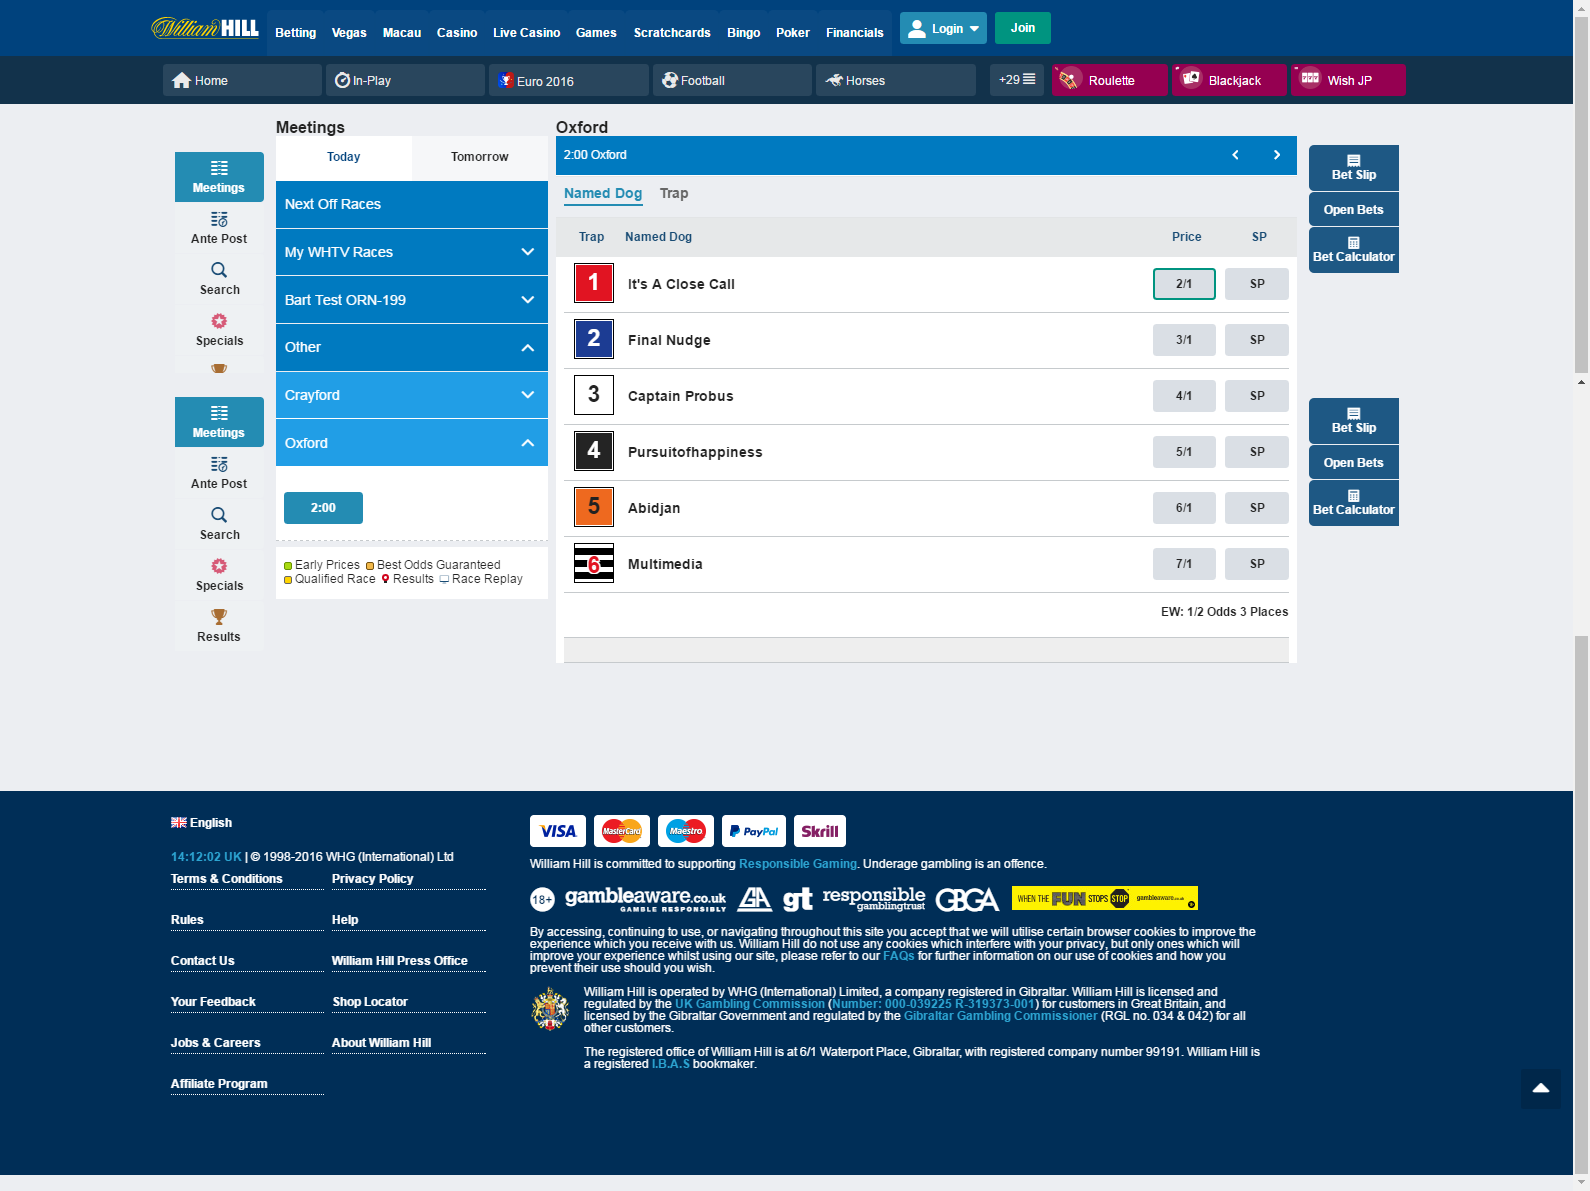 William HILL
Betting Vegas Macau Casino Live Casino Games Scratchcards Bingo Poker Financials Login Join
Home In-Play Euro 2016 Football Horses +29 Roulette Blackjack Wish JP
Meetings
Ante Post
Search
Specials
Meetings
Ante Post
Search
Specials
Results
Meetings
Today Tomorrow
Next Off Races
My WHTV Races
Bart Test ORN-199
Other
Crayford
Oxford
2:00
Early Prices Best Odds Guaranteed
Qualified Race Results Race Replay
Oxford
2:00 Oxford
Named Dog Trap
Trap Named Dog Price SP
1 It's A Close Call 2/1 SP
2 Final Nudge 3/1 SP
3 Captain Probus 4/1 SP
4 Pursuitofhappiness 5/1 SP
5 Abidjan 6/1 SP
6 Multimedia 7/1 SP
EW: 1/2 Odds 3 Places
Bet Slip
Open Bets
Bet Calculator
Bet Slip
Open Bets
Bet Calculator
English
14:12:02 UK | © 1998-2016 WHG (International) Ltd
Terms & Conditions Privacy Policy
Rules Help
Contact Us William Hill Press Office
Your Feedback Shop Locator
Jobs & Careers About William Hill
Affiliate Program
VISA MasterCard Maestro PayPal Skrill
William Hill is committed to supporting Responsible Gaming. Underage gambling is an offence.
18+ gambleaware.co.uk GAMBLE RESPONSIBLY GA gt responsible gamblingtrust GBGA WHEN THE FUN STOPS STOP gambleaware.co.uk
By accessing, continuing to use, or navigating throughout this site you accept that we will utilise certain browser cookies to improve the
experience which you receive with us. William Hill do not use any cookies which interfere with your privacy, but only ones which will
improve your experience whilst using our site, please refer to our FAQs for further information on our use of cookies and how you
prevent their use should you wish.
William Hill is operated by WHG (International) Limited, a company registered in Gibraltar. William Hill is licensed and
regulated by the UK Gambling Commission (Number: 000-039225 R-319373-001) for customers in Great Britain, and
licensed by the Gibraltar Government and regulated by the Gibraltar Gambling Commissioner (RGL no. 034 & 042) for all
other customers.
The registered office of William Hill is at 6/1 Waterport Place, Gibraltar, with registered company number 99191. William Hill is
a registered I.B.A.S bookmaker.